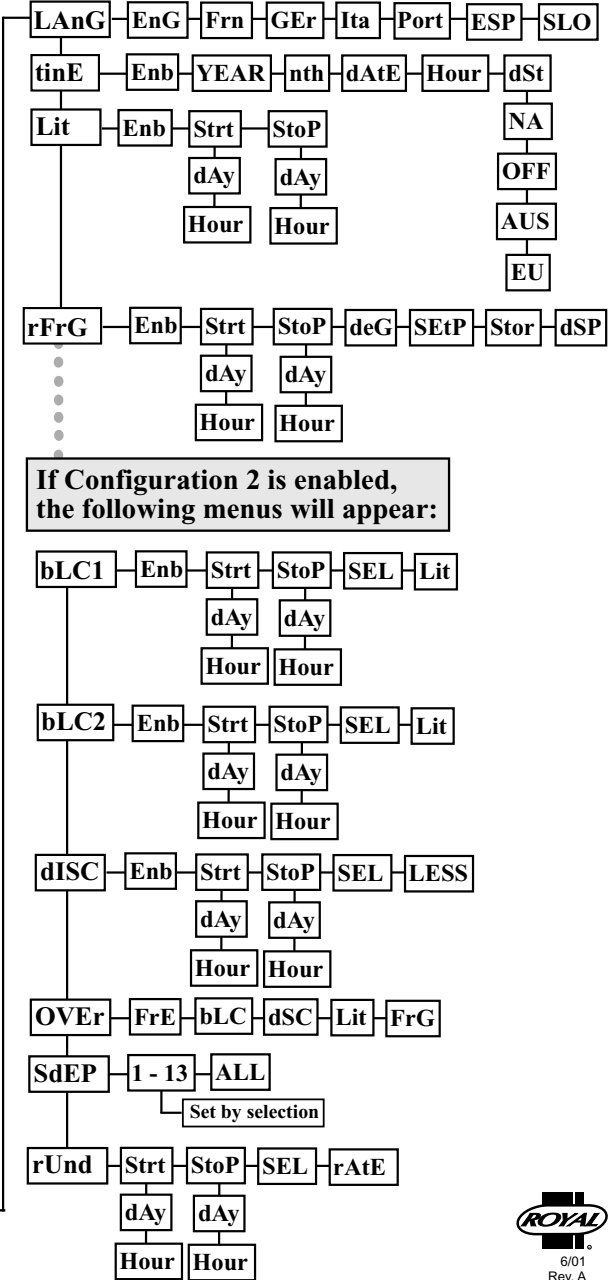 LAnG EnG Frn GEr Ita Port ESP SLO
tinE Enb YEAR nth dAtE Hour dSt
NA
OFF
AUS
EU
Lit Enb Strt StoP
dAy dAy
Hour Hour
rFrG Enb Strt StoP deG SEtP Stor dSP
dAy dAy
Hour Hour
If Configuration 2 is enabled,
the following menus will appear:
bLC1 Enb Strt StoP SEL Lit
dAy dAy
Hour Hour
bLC2 Enb Strt StoP SEL Lit
dAy dAy
Hour Hour
dISC Enb Strt StoP SEL LESS
dAy dAy
Hour Hour
OVEr FrE bLC dSC Lit FrG
SdEP 1 - 13 ALL
Set by selection
rUnd Strt StoP SEL rAtE
dAy dAy
Hour Hour
ROYAL
6/01
Rev. A